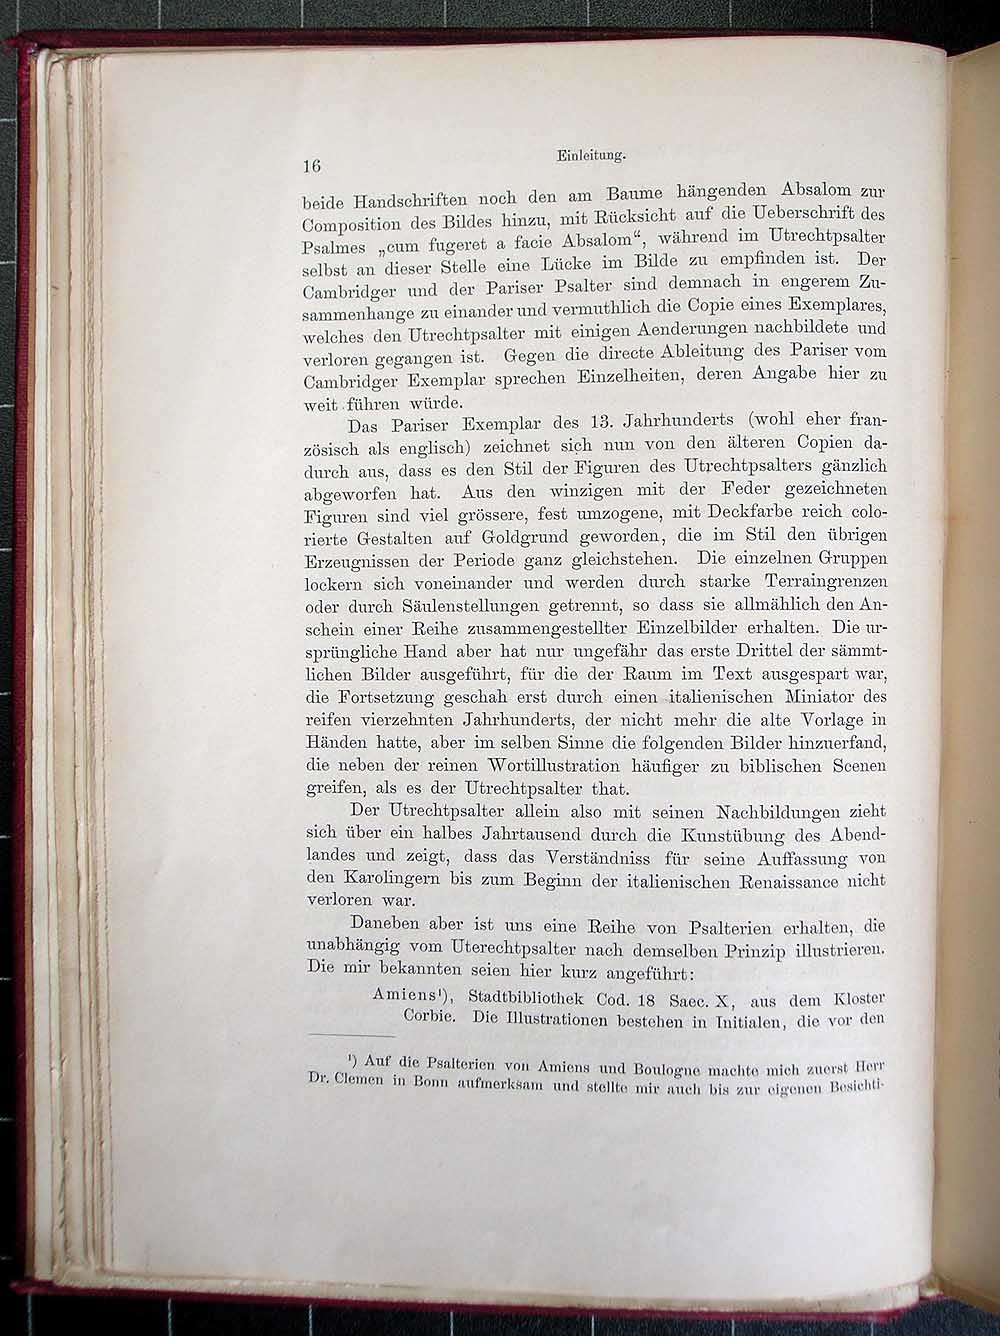 16
Einleitung.
beide Handschriften noch den am Baume hängenden Absalom zur
Composition des Bildes hinzu, mit Rücksicht auf die Ueberschrift des
Psalmes „cum fugeret a facie Absalom“, während im Utrechtpsalter
selbst an dieser Stelle eine Lücke im Bilde zu empfinden ist. Der
Cambridger und der Pariser Psalter sind demnach in engerem Zu-
sammenhange zu einander und vermuthlich die Copie eines Exemplares,
welches den Utrechtpsalter mit einigen Aenderungen nachbildete und
verloren gegangen ist. Gegen die directe Ableitung des Pariser vom
Cambridger Exemplar sprechen Einzelheiten, deren Angabe hier zu
weit führen würde.
Das Pariser Exemplar des 13. Jahrhunderts (wohl eher fran-
zösisch als englisch) zeichnet sich nun von den älteren Copien da-
durch aus, dass es den Stil der Figuren des Utrechtpsalters gänzlich
abgeworfen hat. Aus den winzigen mit der Feder gezeichneten
Figuren sind viel grössere, fest umzogene, mit Deckfarbe reich colo-
rierte Gestalten auf Goldgrund geworden, die im Stil den übrigen
Erzeugnissen der Periode ganz gleichstehen. Die einzelnen Gruppen
lockern sich voneinander und werden durch starke Terraingrenzen
oder durch Säulenstellungen getrennt, so dass sie allmählich den An-
schein einer Reihe zusammengestellter Einzelbilder erhalten. Die ur-
sprüngliche Hand aber hat nur ungefähr das erste Drittel der sämmt-
lichen Bilder ausgeführt, für die der Raum im Text ausgespart war,
die Fortsetzung geschah erst durch einen italienischen Miniator des
reifen vierzehnten Jahrhunderts, der nicht mehr die alte Vorlage in
Händen hatte, aber im selben Sinne die folgenden Bilder hinzuerfand,
die neben der reinen Wortillustration häufiger zu biblischen Scenen
greifen, als es der Utrechtpsalter that.
Der Utrechtpsalter allein also mit seinen Nachbildungen zieht
sich über ein halbes Jahrtausend durch die Kunstübung des Abend-
landes und zeigt, dass das Verständniss für seine Auffassung von
den Karolingern bis zum Beginn der italienischen Renaissance nicht
verloren war.
Daneben aber ist uns eine Reihe von Psalterien erhalten, die
unabhängig vom Uterechtpsalter nach demselben Prinzip illustrieren.
Die mir bekannten seien hier kurz angeführt:
Amiens¹), Stadtbibliothek Cod. 18 Saec. X, aus dem Kloster
Corbie. Die Illustrationen bestehen in Initialen, die vor den
¹) Auf die Psalterien von Amiens und Boulogne machte mich zuerst Herr
Dr. Clemen in Bonn aufmerksam und stellte mir auch bis zur eigenen Besichti-